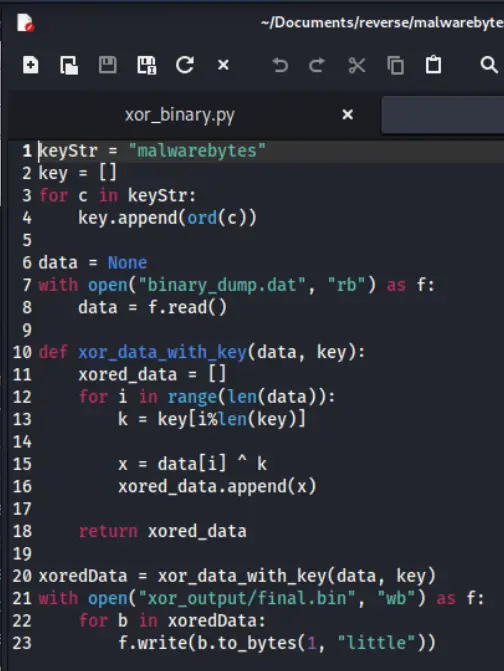 ~/Documents/reverse/malwarebyte
xor_binary.py
1 keyStr = "malwarebytes"
2 key = []
3 for c in keyStr:
4     key.append(ord(c))
5
6 data = None
7 with open("binary_dump.dat", "rb") as f:
8     data = f.read()
9
10 def xor_data_with_key(data, key):
11     xored_data = []
12     for i in range(len(data)):
13         k = key[i%len(key)]
14
15         x = data[i] ^ k
16         xored_data.append(x)
17
18     return xored_data
19
20 xoredData = xor_data_with_key(data, key)
21 with open("xor_output/final.bin", "wb") as f:
22     for b in xoredData:
23         f.write(b.to_bytes(1, "little"))